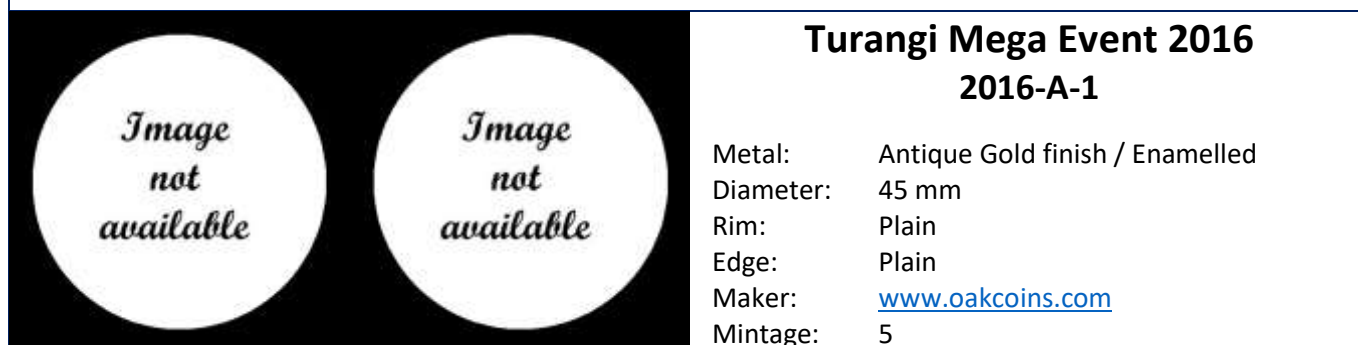 Image
not
available
Image
not
available
Turangi Mega Event 2016
2016-A-1
Metal: Antique Gold finish / Enamelled
Diameter: 45 mm
Rim: Plain
Edge: Plain
Maker: www.oakcoins.com
Mintage: 5